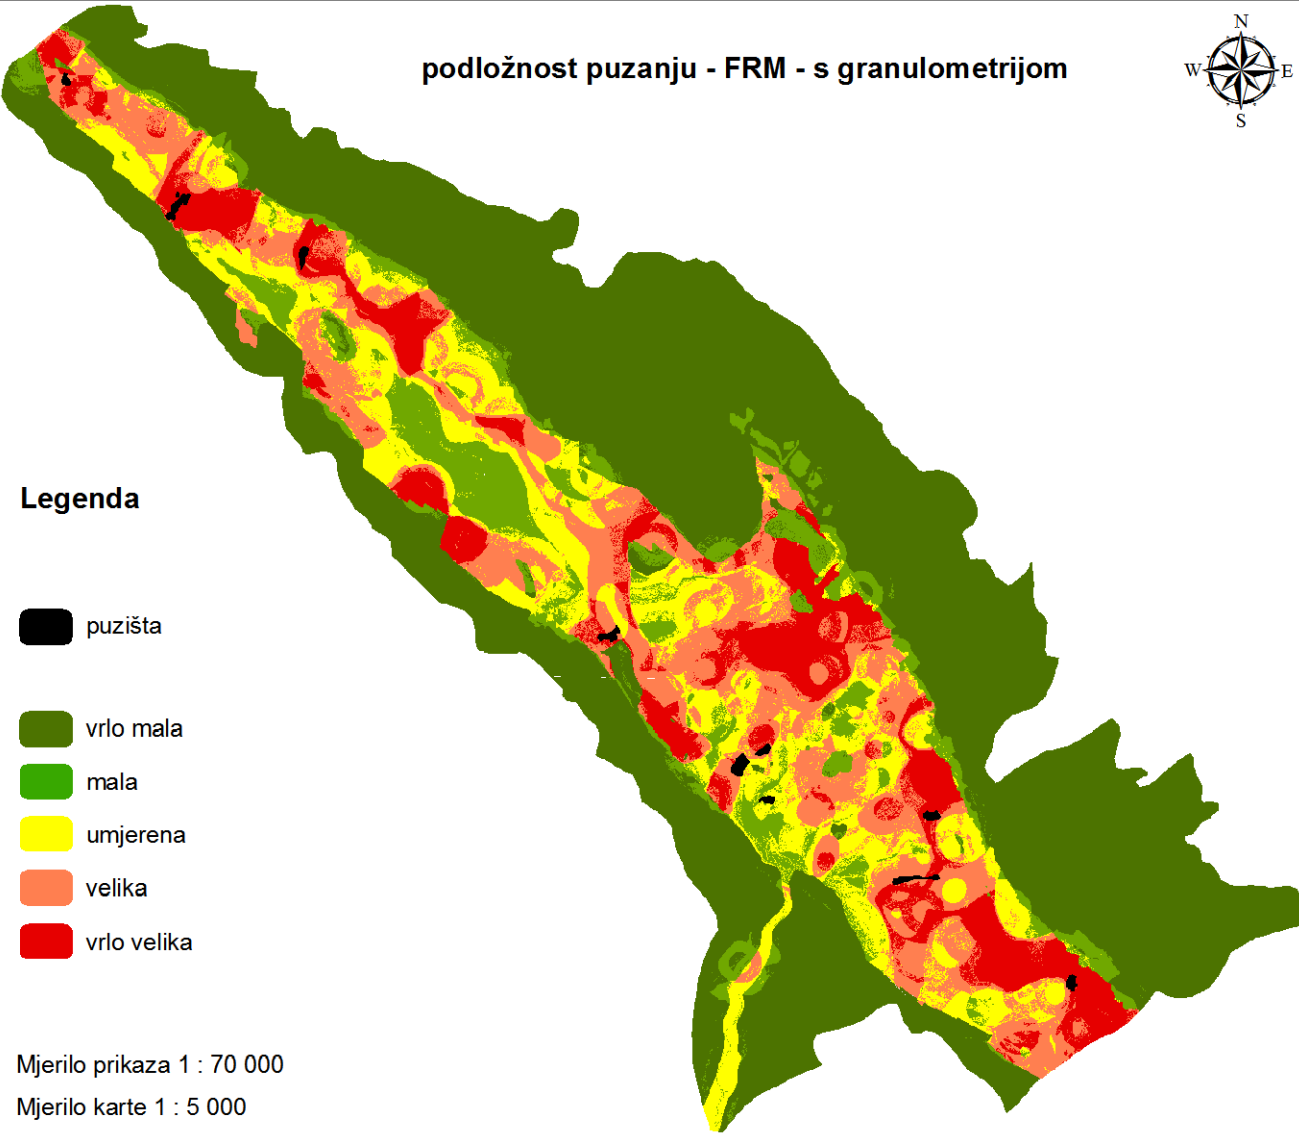 podložnost puzanju - FRM - s granulometrijom
N
W E
S
Legenda
puzišta
vrlo mala
mala
umjerena
velika
vrlo velika
Mjerilo prikaza 1 : 70 000
Mjerilo karte 1 : 5 000